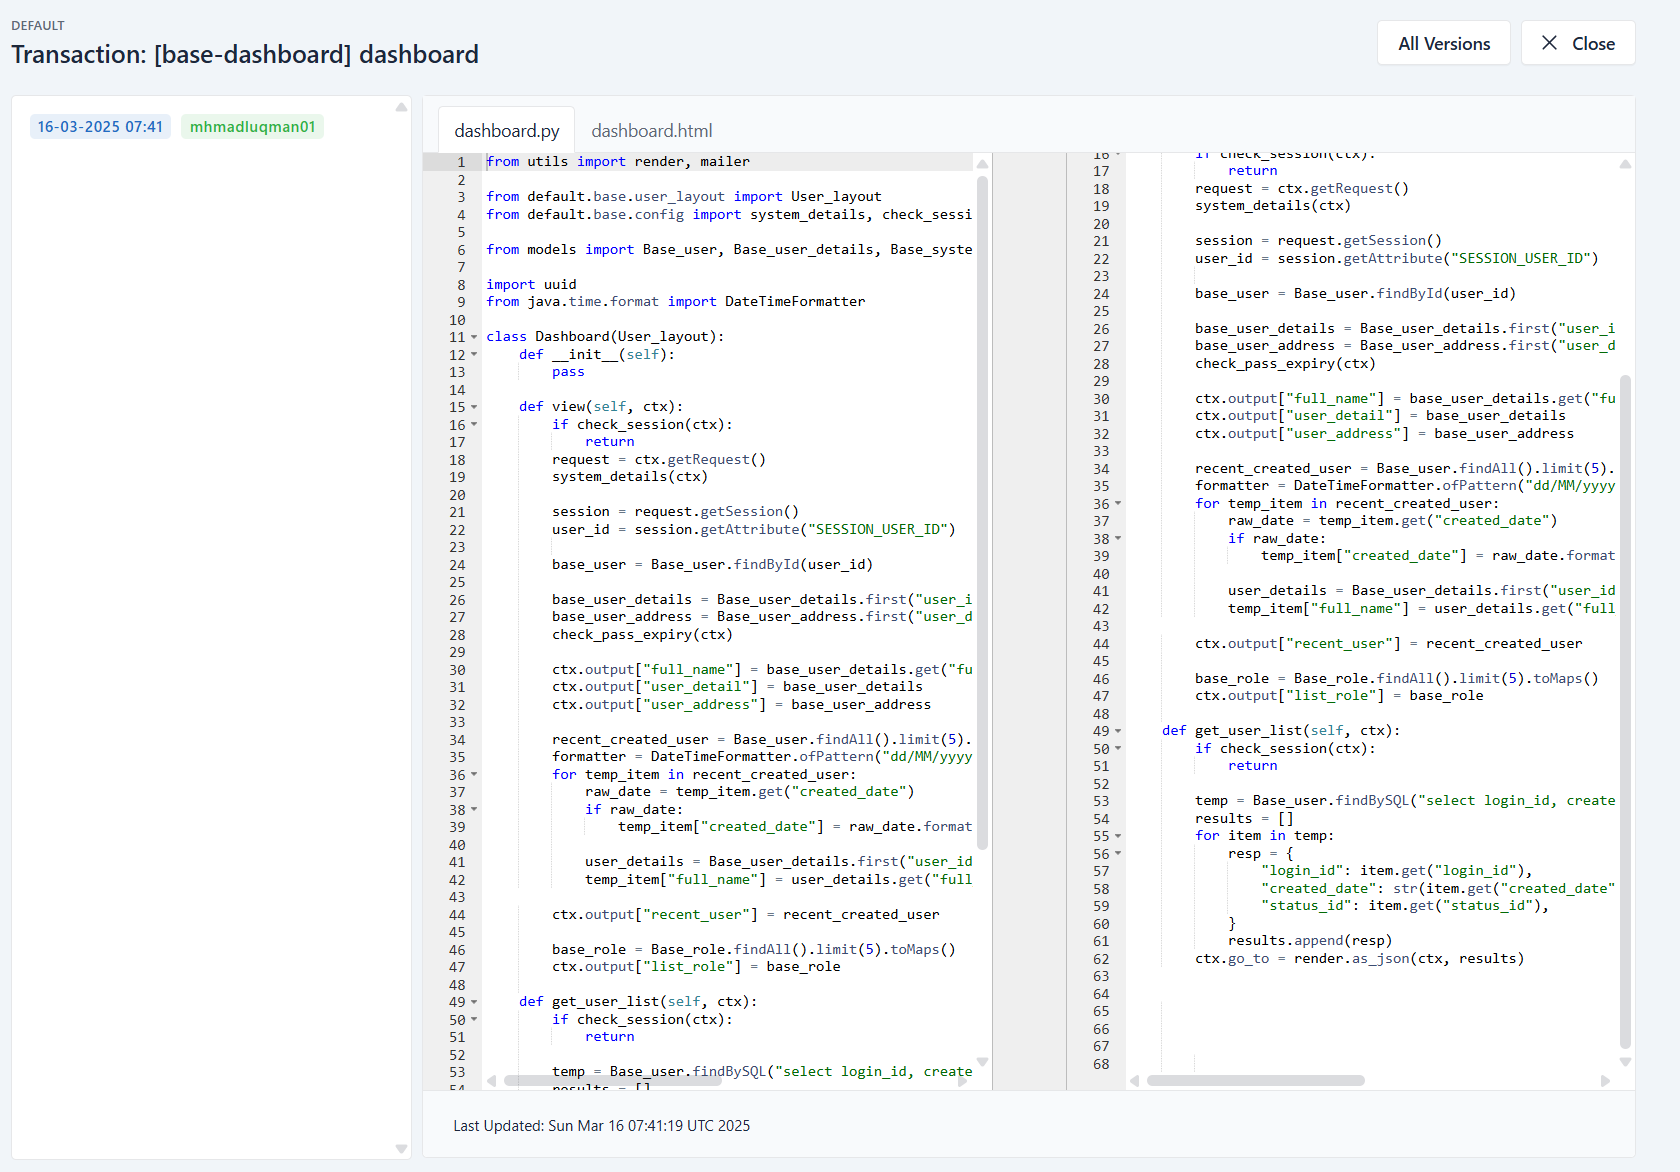 DEFAULT
Transaction: [base-dashboard] dashboard
All Versions
Close
16-03-2025 07:41
mhmadluqman01
dashboard.py
dashboard.html
1 from utils import render, mailer
2
3 from default.base.user_layout import User_layout
4 from default.base.config import system_details, check_sessi
5
6 from models import Base_user, Base_user_details, Base_syste
7
8 import uuid
9 from java.time.format import DateTimeFormatter
10
11 class Dashboard(User_layout):
12 def __init__(self):
13 pass
14
15 def view(self, ctx):
16 if check_session(ctx):
17 return
18 request = ctx.getRequest()
19 system_details(ctx)
20
21 session = request.getSession()
22 user_id = session.getAttribute("SESSION_USER_ID")
23
24 base_user = Base_user.findById(user_id)
25
26 base_user_details = Base_user_details.first("user_i
27 base_user_address = Base_user_address.first("user_d
28 check_pass_expiry(ctx)
29
30 ctx.output["full_name"] = base_user_details.get("fu
31 ctx.output["user_detail"] = base_user_details
32 ctx.output["user_address"] = base_user_address
33
34 recent_created_user = Base_user.findAll().limit(5).
35 formatter = DateTimeFormatter.ofPattern("dd/MM/yyyy
36 for temp_item in recent_created_user:
37 raw_date = temp_item.get("created_date")
38 if raw_date:
39 temp_item["created_date"] = raw_date.format
40
41 user_details = Base_user_details.first("user_id
42 temp_item["full_name"] = user_details.get("full
43
44 ctx.output["recent_user"] = recent_created_user
45
46 base_role = Base_role.findAll().limit(5).toMaps()
47 ctx.output["list_role"] = base_role
48
49 def get_user_list(self, ctx):
50 if check_session(ctx):
51 return
52
53 temp = Base_user.findBySQL("select login_id, create
54 results = []
16 if check_session(ctx):
17 return
18 request = ctx.getRequest()
19 system_details(ctx)
20
21 session = request.getSession()
22 user_id = session.getAttribute("SESSION_USER_ID")
23
24 base_user = Base_user.findById(user_id)
25
26 base_user_details = Base_user_details.first("user_i
27 base_user_address = Base_user_address.first("user_d
28 check_pass_expiry(ctx)
29
30 ctx.output["full_name"] = base_user_details.get("fu
31 ctx.output["user_detail"] = base_user_details
32 ctx.output["user_address"] = base_user_address
33
34 recent_created_user = Base_user.findAll().limit(5).
35 formatter = DateTimeFormatter.ofPattern("dd/MM/yyyy
36 for temp_item in recent_created_user:
37 raw_date = temp_item.get("created_date")
38 if raw_date:
39 temp_item["created_date"] = raw_date.format
40
41 user_details = Base_user_details.first("user_id
42 temp_item["full_name"] = user_details.get("full
43
44 ctx.output["recent_user"] = recent_created_user
45
46 base_role = Base_role.findAll().limit(5).toMaps()
47 ctx.output["list_role"] = base_role
48
49 def get_user_list(self, ctx):
50 if check_session(ctx):
51 return
52
53 temp = Base_user.findBySQL("select login_id, create
54 results = []
55 for item in temp:
56 resp = {
57 "login_id": item.get("login_id"),
58 "created_date": str(item.get("created_date"
59 "status_id": item.get("status_id"),
60 }
61 results.append(resp)
62 ctx.go_to = render.as_json(ctx, results)
63
64
65
66
67
68
Last Updated: Sun Mar 16 07:41:19 UTC 2025